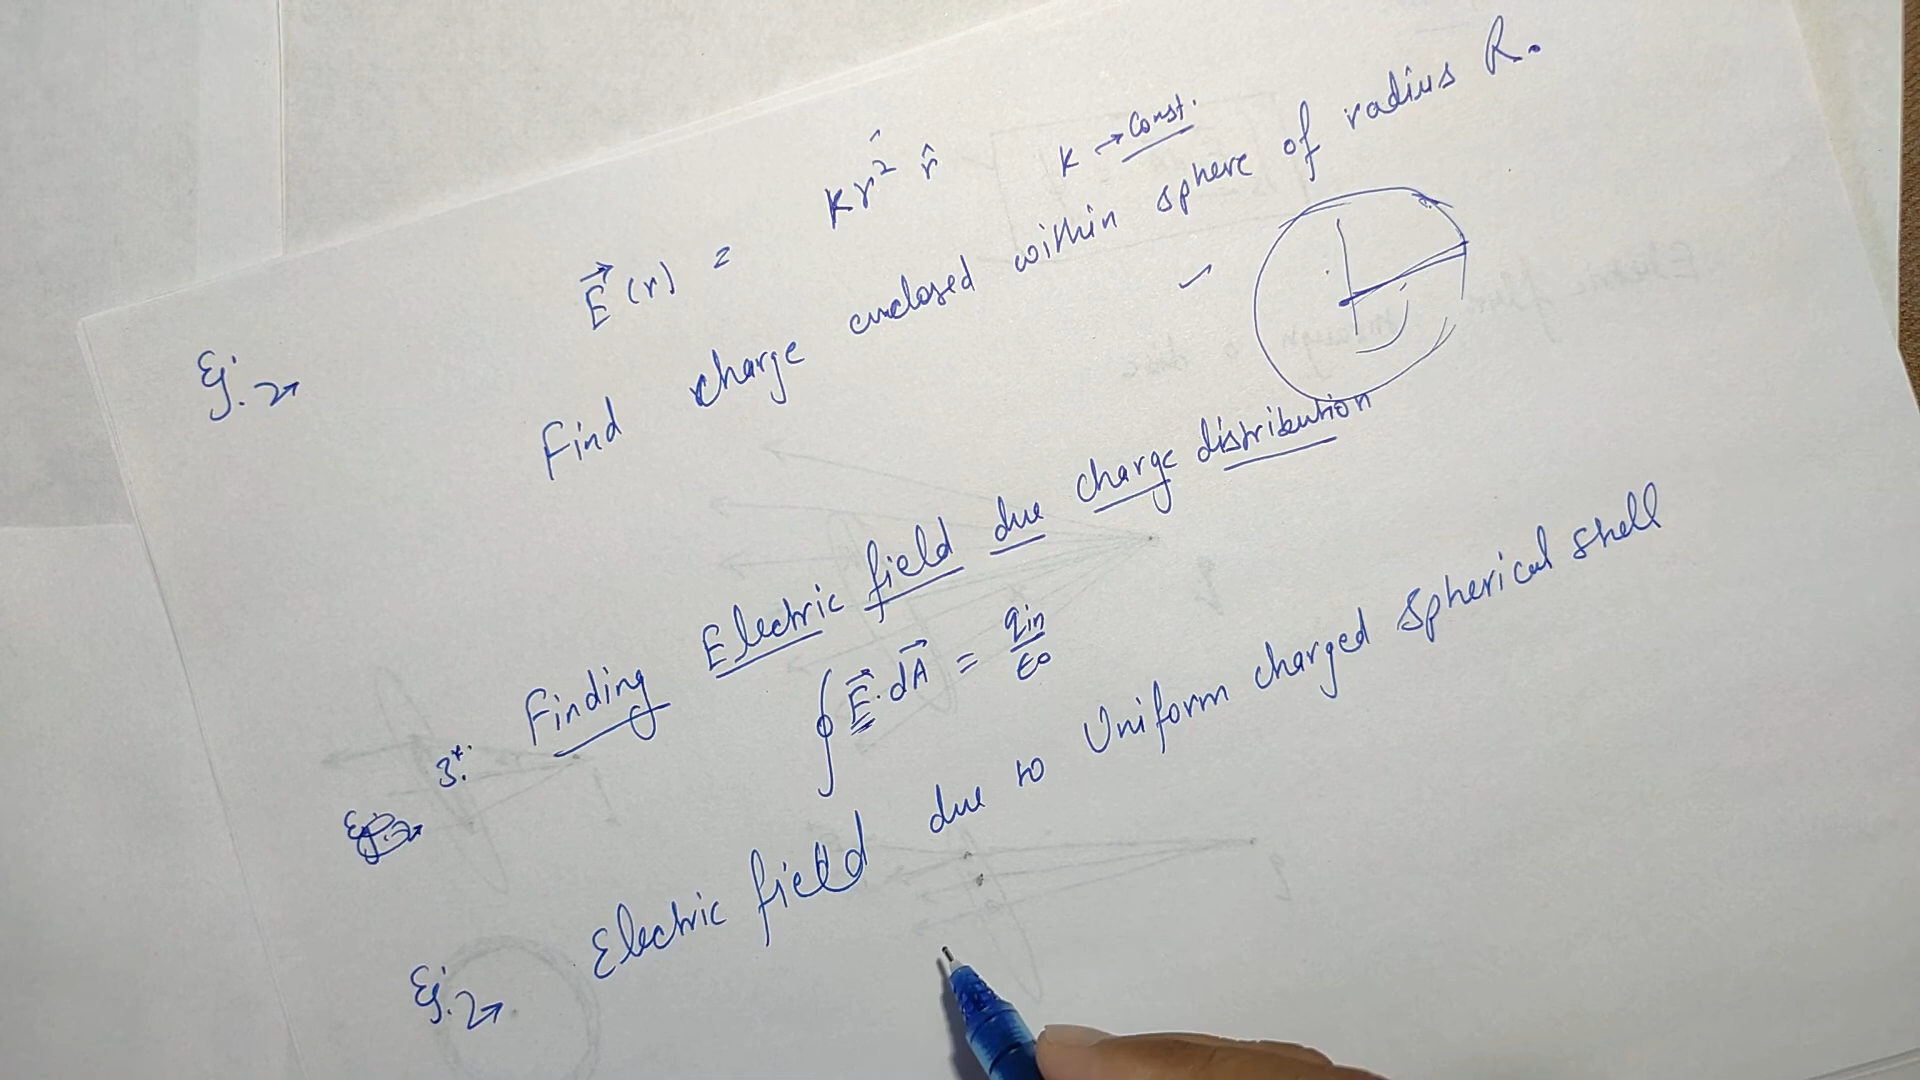 Eg. 2→ E⃗(r) = Kr² r̂ K → Const.
Find charge enclosed within sphere of radius R.
3. Finding Electric field due charge distribution
∮ E⃗. dA⃗ = qin/ε0
Eg. 2→ Electric field due to Uniform charged spherical shell